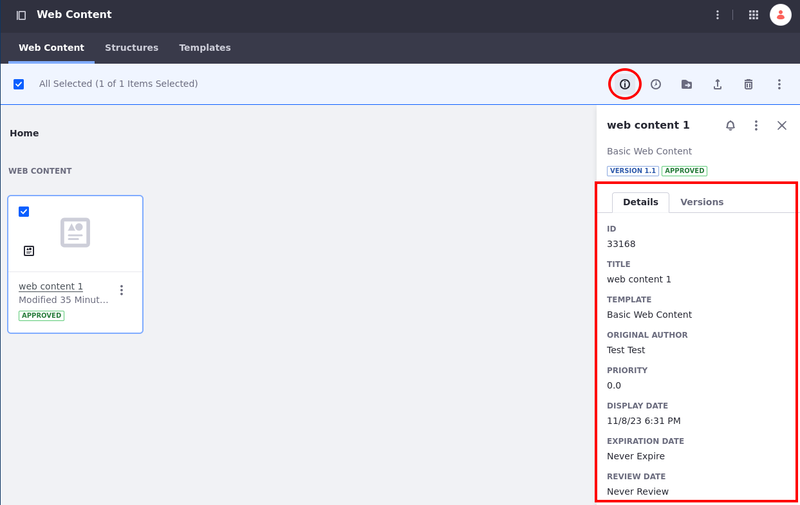 Web Content
Web Content Structures Templates
All Selected (1 of 1 Items Selected)
Home
WEB CONTENT
web content 1
Modified 35 Minut...
APPROVED
web content 1
Basic Web Content
VERSION 1.1 APPROVED
Details Versions
ID
33168
TITLE
web content 1
TEMPLATE
Basic Web Content
ORIGINAL AUTHOR
Test Test
PRIORITY
0.0
DISPLAY DATE
11/8/23 6:31 PM
EXPIRATION DATE
Never Expire
REVIEW DATE
Never Review